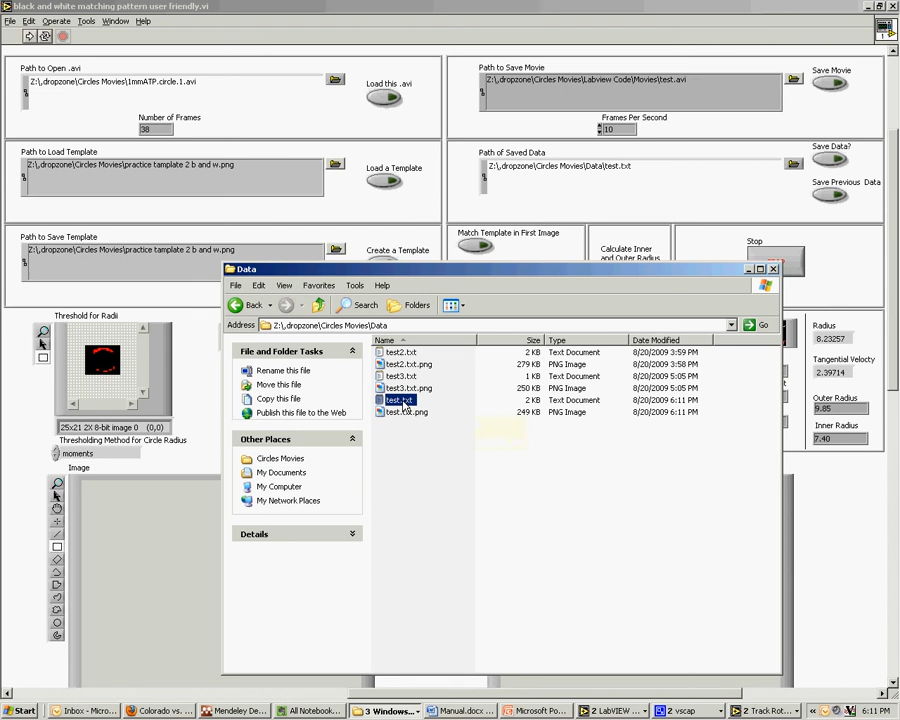 black and white matching pattern user friendly.vi
File Edit Operate Tools Window Help
Path to Open .avi
Z:\,dropzone\Circles Movies\1mmATP.circle.1.avi
Load this .avi
Number of Frames
38
Path to Save Movie
Z:\,dropzone\Circles Movies\Labview Code\Movies\test.avi
Save Movie
Frames Per Second
10
Path to Load Template
Z:\,dropzone\Circles Movies\practice tamplate 2 b and w.png
Load a Template
Path of Saved Data
Z:\,dropzone\Circles Movies\Data\test.txt
Save Data?
Save Previous Data
Path to Save Template
Z:\,dropzone\Circles Movies\practice tamplate 2 b and w.png
Create a Template
Match Template in First Image
Calculate Inner
and Outer Radius
Stop
Data
File Edit View Favorites Tools Help
Back Search Folders
Address Z:\,dropzone\Circles Movies\Data Go
File and Folder Tasks
Rename this file
Move this file
Copy this file
Publish this file to the Web
Other Places
Circles Movies
My Documents
My Computer
My Network Places
Details
Name Size Type Date Modified
test2.txt 2 KB Text Document 8/20/2009 3:59 PM
test2.txt.png 279 KB PNG Image 8/20/2009 3:58 PM
test3.txt 2 KB Text Document 8/20/2009 5:05 PM
test3.txt.png 250 KB PNG Image 8/20/2009 5:05 PM
test.txt 2 KB Text Document 8/20/2009 6:11 PM
test.txt.png 249 KB PNG Image 8/20/2009 6:11 PM
Threshold for Radii
25x21 2X 8-bit image 0 (0,0)
Thresholding Method for Circle Radius
moments
Image
Radius
8.23257
Tangential Velocty
2.39714
Outer Radius
9.85
Inner Radius
7.40
Start Inbox - Micro... Colorado vs. ... Mendeley De... All Notebook... 3 Windows... Manual.docx ... Microsoft Po... 2 LabVIEW ... 2 vscap 2 Track Rot... « 6:11 PM